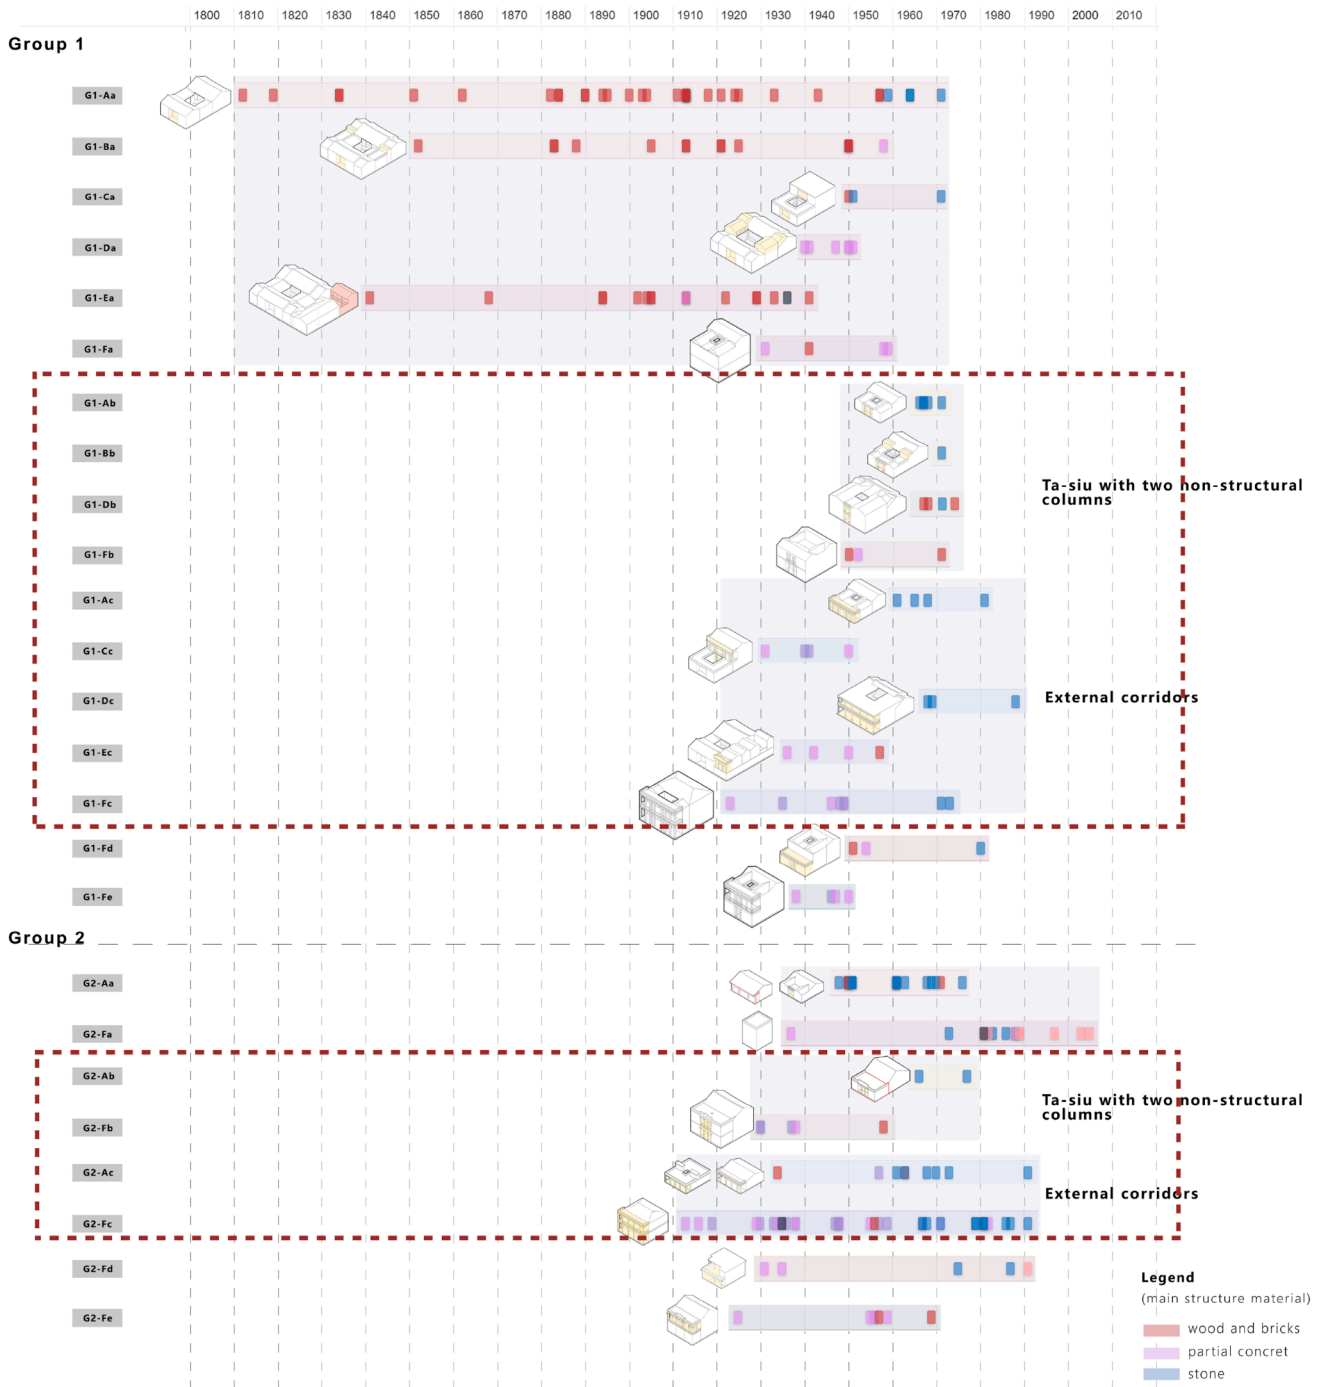 1800 1810 1820 1830 1840 1850 1860 1870 1880 1890 1900 1910 1920 1930 1940 1950 1960 1970 1980 1990 2000 2010
Group 1
G1-Aa
G1-Ba
G1-Ca
G1-Da
G1-Ea
G1-Fa
G1-Ab
G1-Bb
Ta-siu with two non-structural
columns
G1-Db
G1-Fb
G1-Ac
G1-Cc
External corridors
G1-Dc
G1-Ec
G1-Fc
G1-Fd
G1-Fe
Group 2
G2-Aa
G2-Fa
G2-Ab
Ta-siu with two non-structural
columns
G2-Fb
G2-Ac
External corridors
G2-Fc
G2-Fd
G2-Fe
Legend
(main structure material)
wood and bricks
partial concret
stone